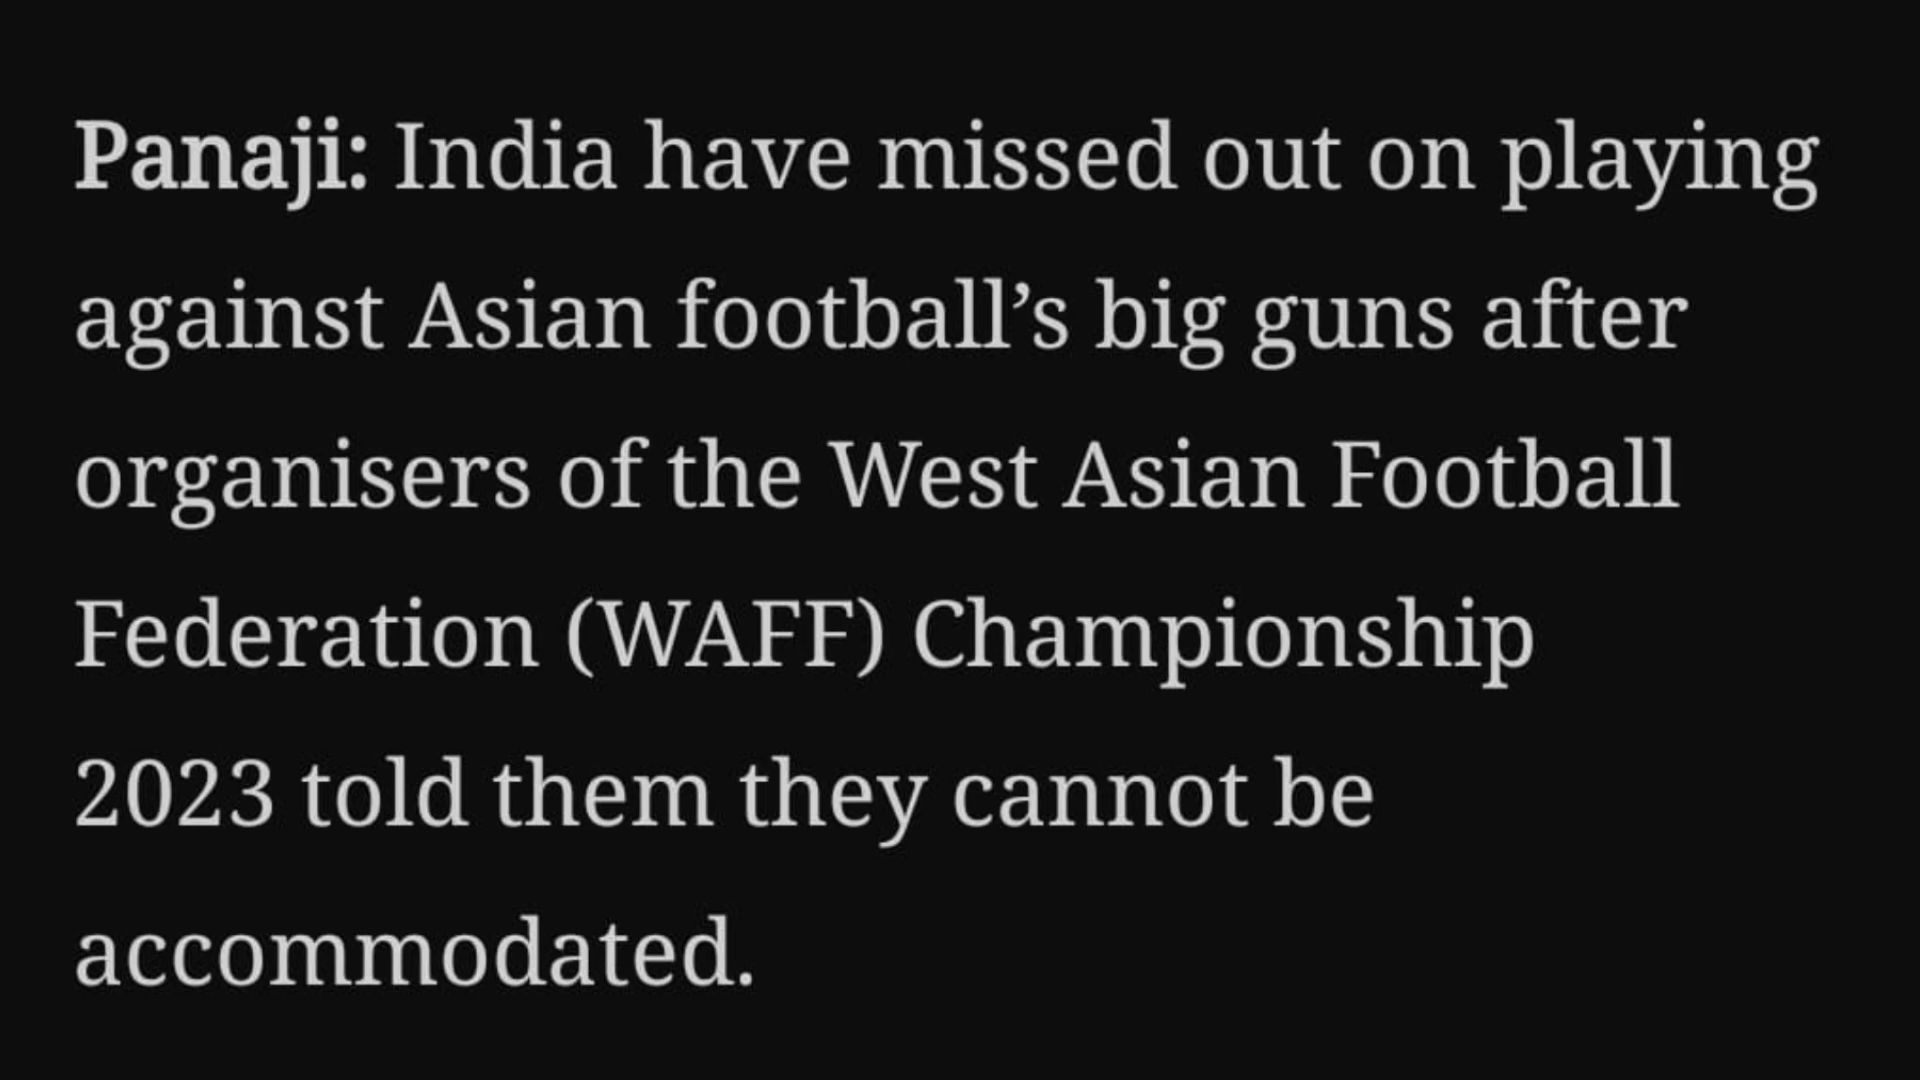 Panaji: India have missed out on playing
against Asian football’s big guns after
organisers of the West Asian Football
Federation (WAFF) Championship
2023 told them they cannot be
accommodated.